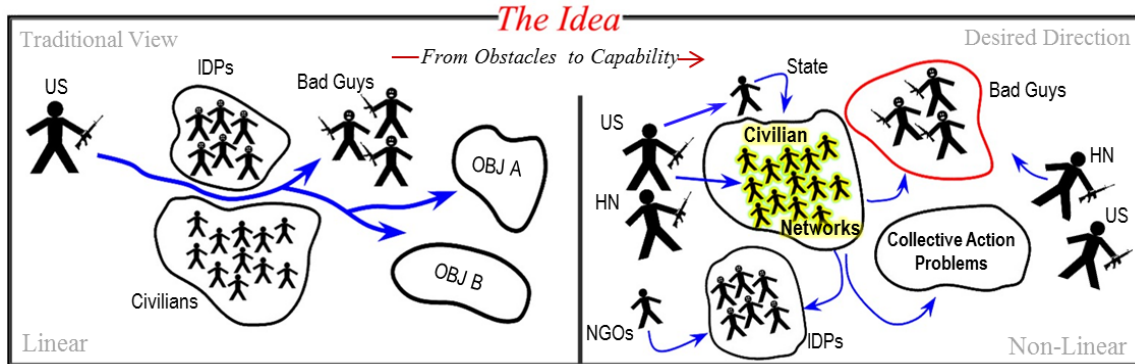 The Idea
From Obstacles to Capability
Traditional View
US
IDPs
Bad Guys
OBJ A
OBJ B
Civilians
Linear
Desired Direction
State
Bad Guys
US
Civilian
HN
HN
Networks
US
Collective Action
Problems
NGOs
IDPs
Non-Linear